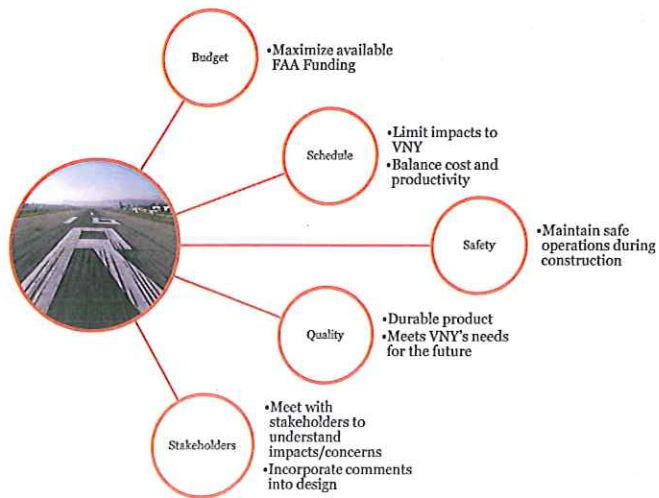 Budget
•Maximize available
FAA Funding
Schedule
•Limit impacts to
VNY
•Balance cost and
productivity
Safety
•Maintain safe
operations during
construction
Quality
•Durable product
•Meets VNY's needs
for the future
Stakeholders
•Meet with
stakeholders to
understand
impacts/concerns
•Incorporate comments
into design